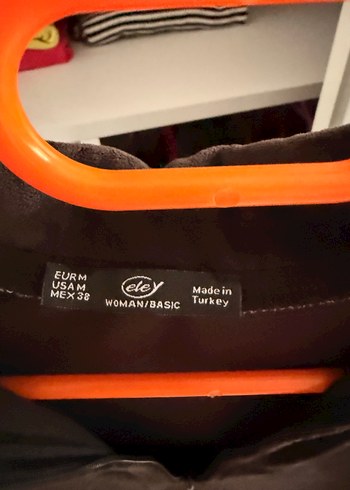 EUR M
USA M
MEX 38
eley
WOMAN/BASIC
Made in
Turkey